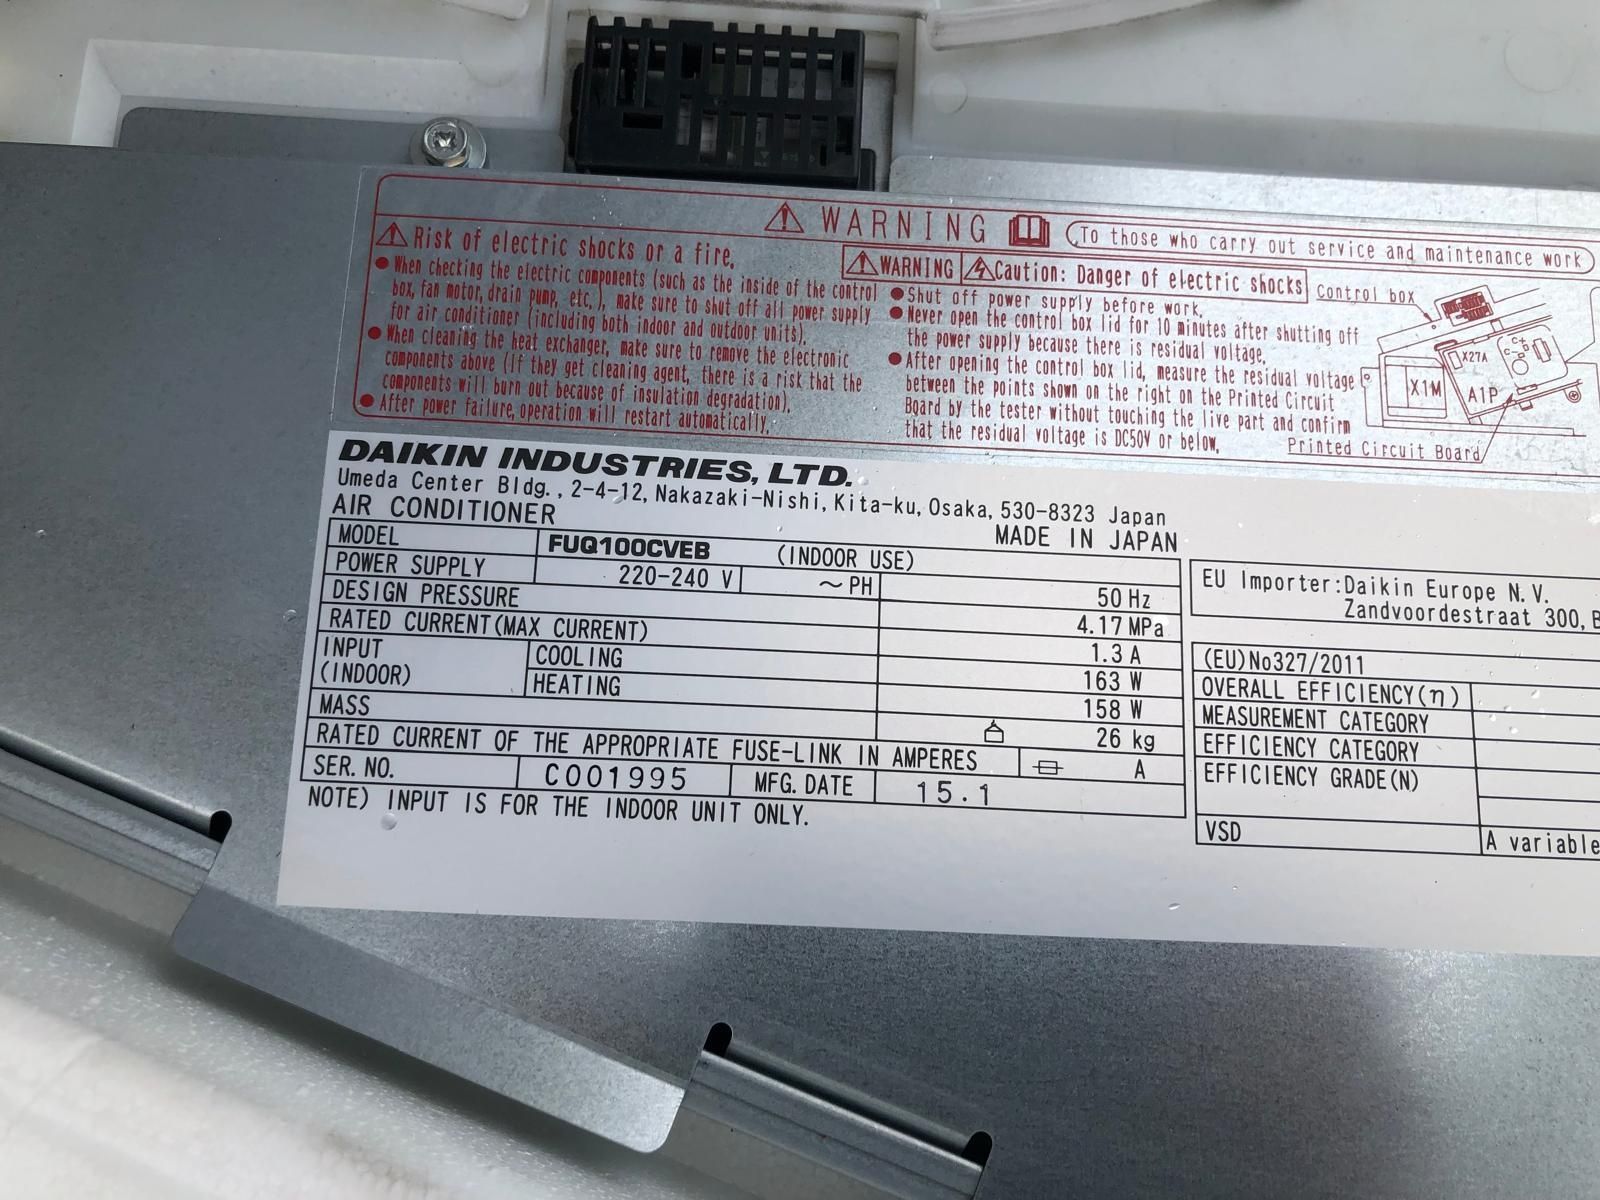 WARNING
To those who carry out service and maintenance work
Risk of electric shocks or a fire.
● When checking the electric components (such as the inside of the control
box, fan motor, drain pump, etc.), make sure to shut off all power supply
for air conditioner (including both indoor and outdoor units).
● When cleaning the heat exchanger, make sure to remove the electronic
components above (If they get cleaning agent, there is a risk that the
components will burn out because of insulation degradation).
● After power failure, operation will restart automatically.
WARNING Caution: Danger of electric shocks
● Shut off power supply before work.
● Never open the control box lid for 10 minutes after shutting off
the power supply because there is residual voltage.
● After opening the control box lid, measure the residual voltage
between the points shown on the right on the Printed Circuit
Board by the tester without touching the live part and confirm
that the residual voltage is DC50V or below.
Control box
X27A
C- C+
X1M
A1P
Printed Circuit Board
DAIKIN INDUSTRIES, LTD.
Umeda Center Bldg., 2-4-12, Nakazaki-Nishi, Kita-ku, Osaka, 530-8323 Japan
AIR CONDITIONER MADE IN JAPAN
MODEL FUQ100CVEB (INDOOR USE)
POWER SUPPLY 220-240 V ~PH 50 Hz
DESIGN PRESSURE 4.17 MPa
RATED CURRENT(MAX CURRENT) 1.3 A
INPUT (INDOOR) COOLING 163 W
HEATING 158 W
MASS 26 kg
RATED CURRENT OF THE APPROPRIATE FUSE-LINK IN AMPERES A
SER. NO. C001995 MFG. DATE 15.1
NOTE) INPUT IS FOR THE INDOOR UNIT ONLY.
EU Importer:Daikin Europe N.V.
Zandvoordestraat 300, B
(EU)No327/2011
OVERALL EFFICIENCY(η)
MEASUREMENT CATEGORY
EFFICIENCY CATEGORY
EFFICIENCY GRADE(N)
VSD A variable